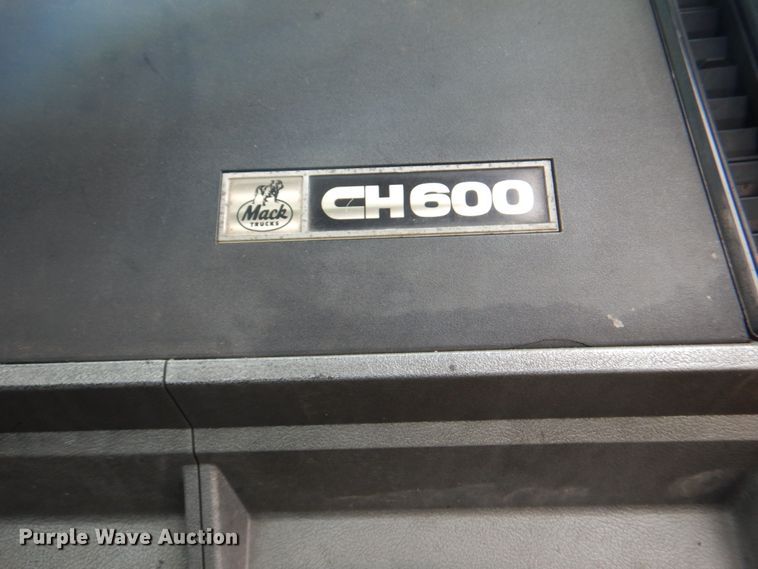 Mack
TRUCKS
CH600
Purple Wave Auction